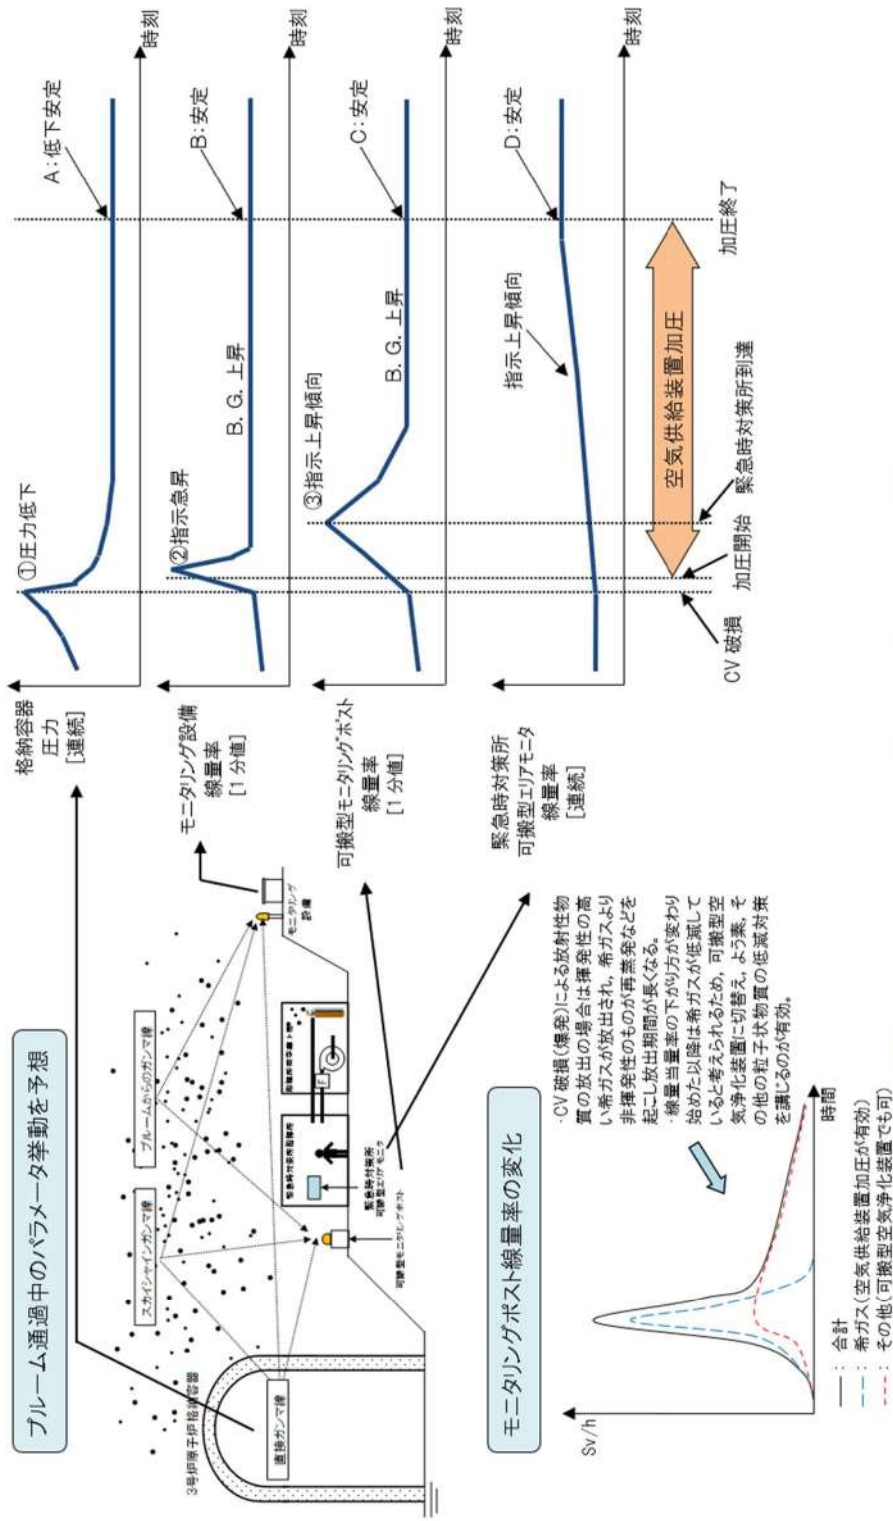 プルーム通過中のパラメータ挙動を予想
スカイシャインガンマ線
プルームからのガンマ線
3号炉原子炉格納容器
直接ガンマ線
緊急時対策所指揮所
モニタリング
設備
緊急時対策所
可搬型エリアモニタ
可搬型モニタリングポスト
F
格納容器
圧力
[連続]
①圧力低下
A:低下安定
時刻
モニタリング設備
線量率
[1分値]
②指示急昇
B. G. 上昇
B:安定
時刻
可搬型モニタリングポスト
線量率
[1分値]
③指示上昇傾向
B. G. 上昇
C:安定
時刻
緊急時対策所
可搬型エリアモニタ
線量率
[連続]
指示上昇傾向
D:安定
時刻
空気供給装置加圧
CV破損
加圧開始
緊急時対策所到達
加圧終了
モニタリングポスト線量率の変化
Sv/h
時間
―: 合計
― ―: 希ガス(空気供給装置加圧が有効)
---: その他(可搬型空気浄化装置でも可)
・CV破損(爆発)による放射性物
質の放出の場合は揮発性の高
い希ガスが放出され,希ガスより
非揮発性のものが再蒸発などを
起こし放出期間が長くなる。
・線量当量率の下がり方が変わり
始めた以降は希ガスが低減して
いると考えられるため,可搬型空
気浄化装置に切替え,よう素,そ
の他の粒子状物質の低減対策
を講じるのが有効。